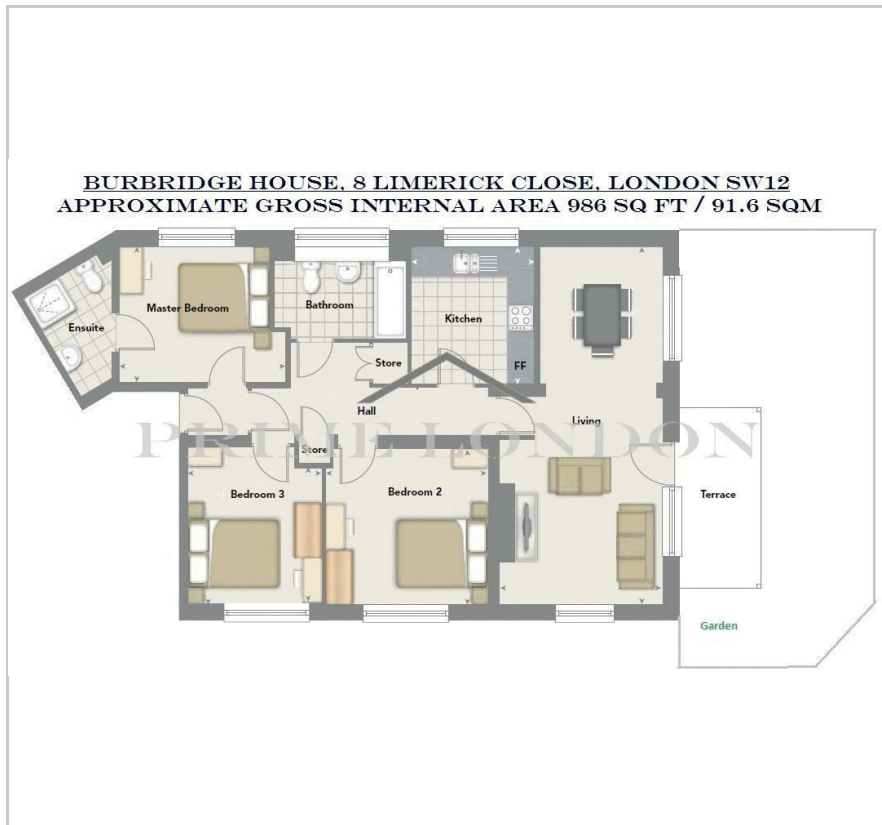 BURBRIDGE HOUSE, 8 LIMERICK CLOSE, LONDON SW12
APPROXIMATE GROSS INTERNAL AREA 986 SQ FT / 91.6 SQM
Master Bedroom
Bathroom
Kitchen
Ensuite
Store
FF
Hall
Living
PRIME LONDON
Store
Bedroom 3
Bedroom 2
Terrace
Garden